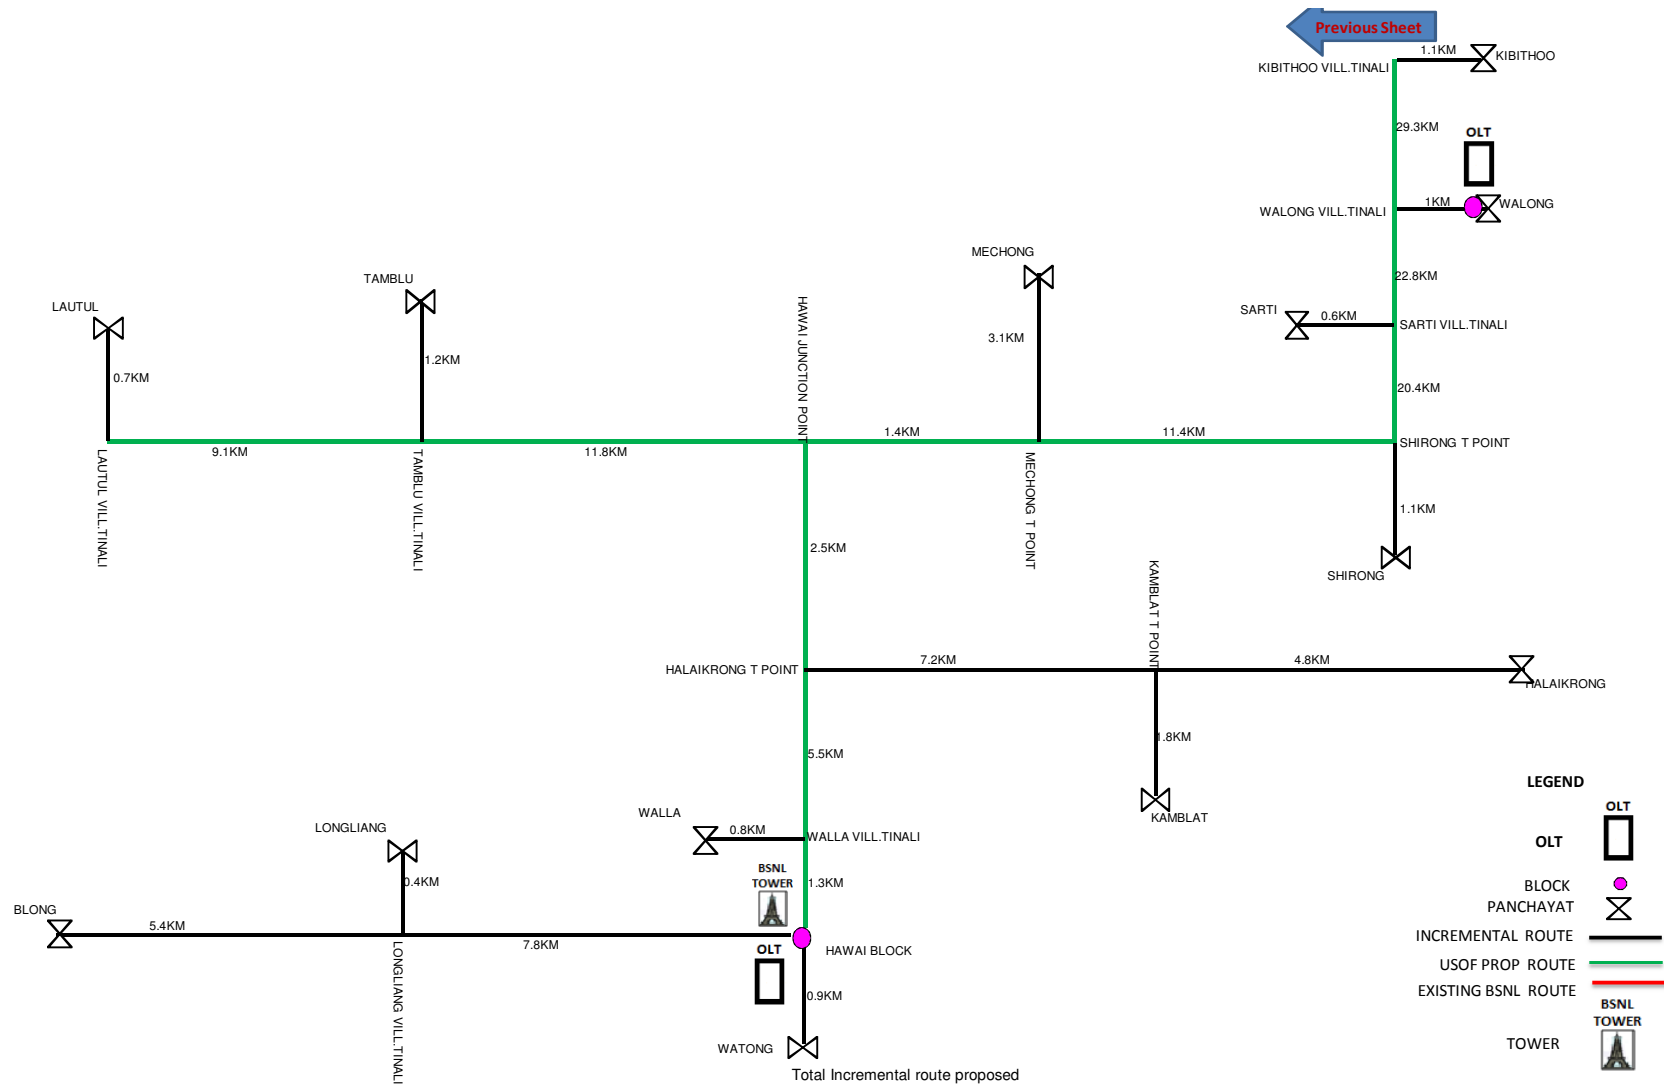 Previous Sheet
1.1KM
KIBITHOO
KIBITHOO VILL.TINALI
29.3KM
OLT
1KM
WALONG
WALONG VILL.TINALI
MECHONG
22.8KM
TAMBLU
LAUTUL
HAWAI JUNCTION POINT
SARTI
0.6KM
SARTI VILL.TINALI
3.1KM
1.2KM
0.7KM
20.4KM
1.4KM
11.4KM
SHIRONG T POINT
9.1KM
11.8KM
LAUTUL VILL.TINALI
TAMBLU VILL.TINALI
MECHONG T POINT
1.1KM
2.5KM
SHIRONG
KAMBLAT T POINT
HALAIKRONG T POINT
7.2KM
4.8KM
HALAIKRONG
1.8KM
5.5KM
KAMBLAT
WALLA
0.8KM
WALLA VILL.TINALI
LONGLIANG
0.4KM
BSNL
TOWER
1.3KM
BLONG
5.4KM
7.8KM
HAWAI BLOCK
OLT
LONGLIANG VILL.TINALI
0.9KM
WATONG
Total Incremental route proposed
LEGEND
OLT
OLT
BLOCK
PANCHAYAT
INCREMENTAL ROUTE
USOF PROP ROUTE
EXISTING BSNL ROUTE
BSNL
TOWER
TOWER